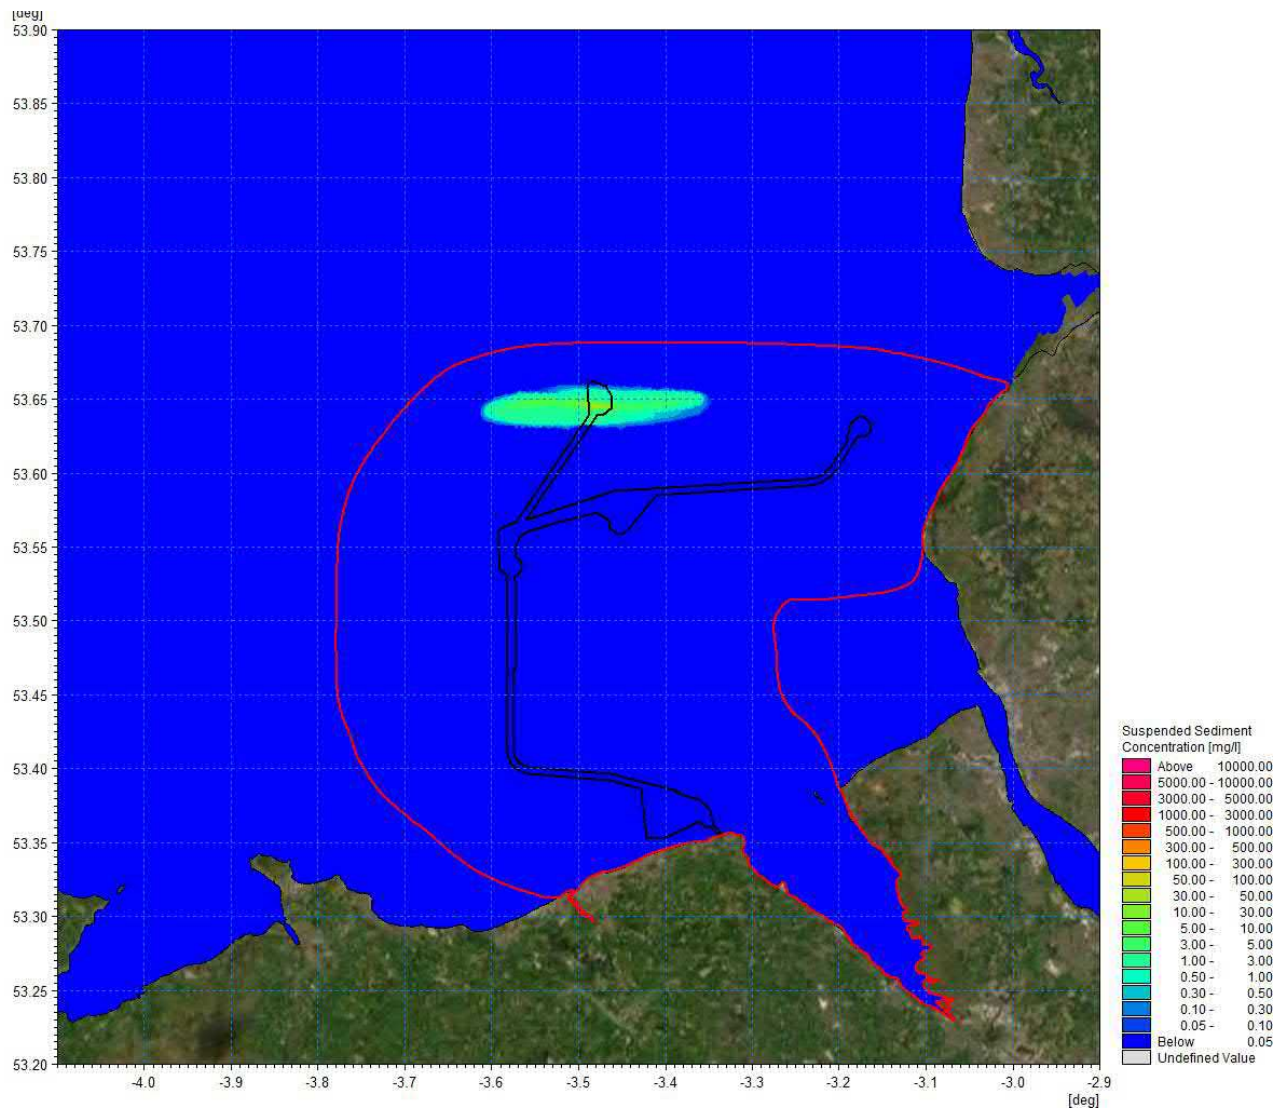 [deg]
53.90
53.85
53.80
53.75
53.70
53.65
53.60
53.55
53.50
53.45
53.40
53.35
53.30
53.25
53.20
-4.0 -3.9 -3.8 -3.7 -3.6 -3.5 -3.4 -3.3 -3.2 -3.1 -3.0 -2.9
[deg]
Suspended Sediment
Concentration [mg/l]
Above 10000.00
5000.00 - 10000.00
3000.00 - 5000.00
1000.00 - 3000.00
500.00 - 1000.00
300.00 - 500.00
100.00 - 300.00
50.00 - 100.00
30.00 - 50.00
10.00 - 30.00
5.00 - 10.00
3.00 - 5.00
1.00 - 3.00
0.50 - 1.00
0.30 - 0.50
0.10 - 0.30
0.05 - 0.10
Below 0.05
Undefined Value